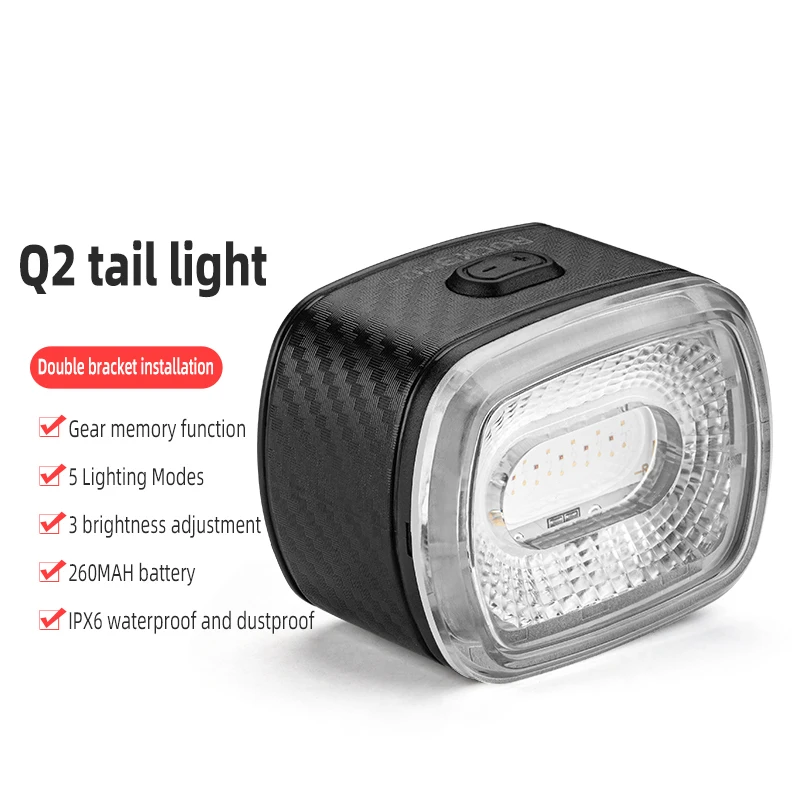 Q2 tail light
Double bracket installation
Gear memory function
5 Lighting Modes
3 brightness adjustment
260MAH battery
IPX6 waterproof and dustproof
ROCKBROS
- +